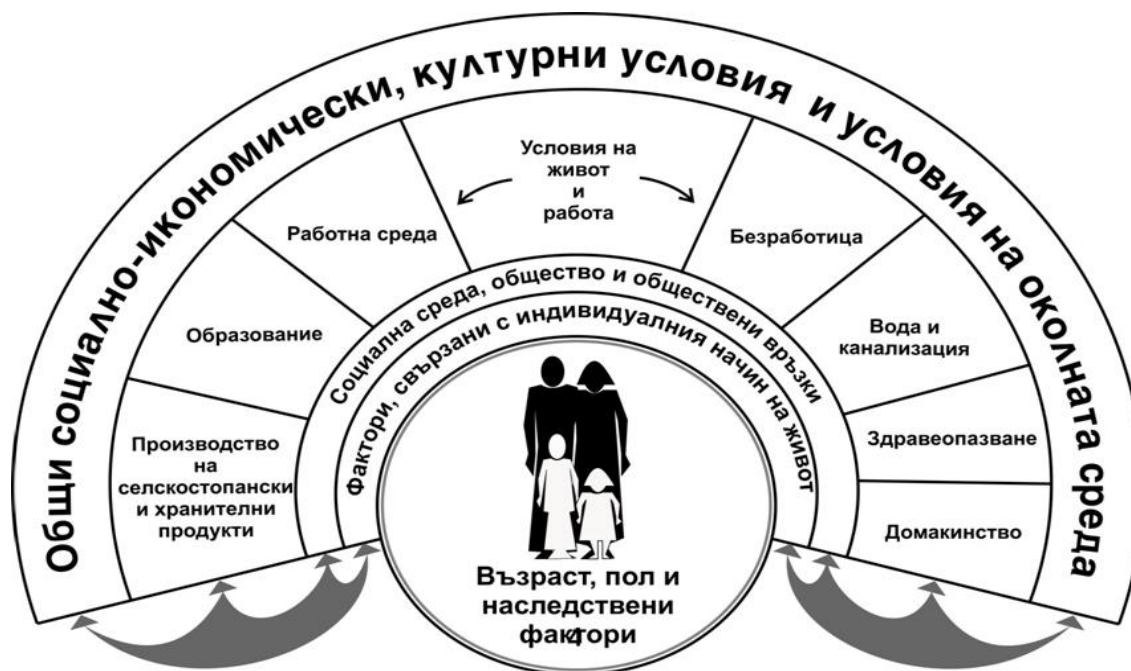 Общи социално-икономически, културни условия и условия на околната среда
Условия на
живот
и
работа
Работна среда
Безработица
Образование
Вода и
канализация
Производство
на
селскостопански
и хранителни
продукти
Здравеопазване
Домакинство
Социална среда, общество и обществени връзки
Фактори, свързани с индивидуалния начин на живот
Възраст, пол и
наследствени
фактори
4